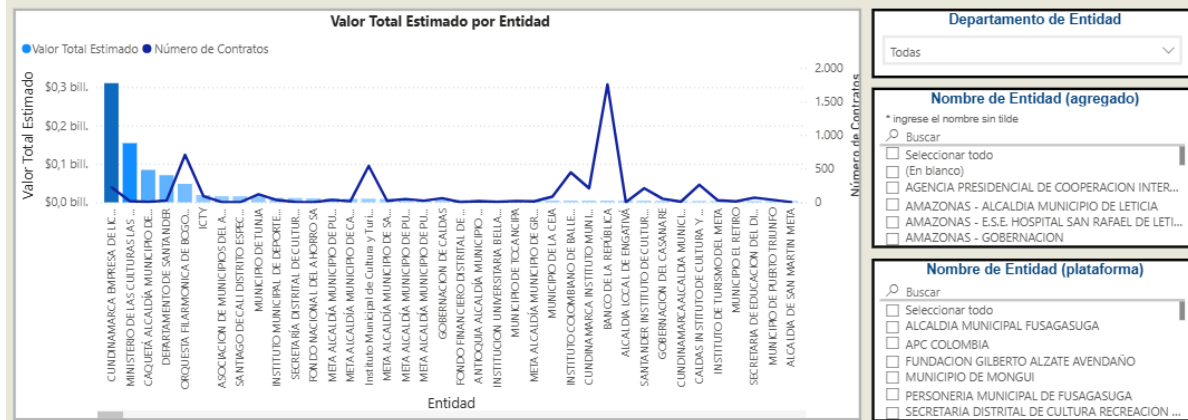 Valor Total Estimado por Entidad
Valor Total Estimado
Número de Contratos
Valor Total Estimado
$0,3 bill.
$0,2 bill.
$0,1 bill.
$0,0 bill.
2.000
1.500
1.000
500
0
Número de Contratos
CUNDINAMARCA EMPRESA DE LIC...
MINISTERIO DE LAS CULTURAS LAS ...
CAQUETÁ ALCALDÍA MUNICIPIO DE...
DEPARTAMENTO DE SANTANDER
ORQUESTA FILARMONICA DE BOGO...
ICTY
ASOCIACION DE MUNICIPIOS DEL A...
SANTIAGO DE CALI DISTRITO ESPEC...
MUNICIPIO DE TUNJA
INSTITUTO MUNICIPAL DE DEPORTE...
SECRETARÍA DISTRITAL DE CULTUR...
FONDO NACIONAL DEL AHORRO SA
META ALCALDÍA MUNICIPIO DE PU...
META ALCALDÍA MUNICIPIO DE CA...
Instituto Municipal de Cultura y Turi...
META ALCALDÍA MUNICIPIO DE SA...
META ALCALDÍA MUNICIPIO DE PU...
META ALCALDÍA MUNICIPIO DE PU...
GOBERNACION DE CALDAS
FONDO FINANCIERO DISTRITAL DE ...
ANTIOQUIA ALCALDÍA MUNICIPIO ...
INSTITUCION UNIVERSITARIA BELLA...
MUNICIPIO DE TOCANCIPA
META ALCALDÍA MUNICIPIO DE GR...
MUNICIPIO DE LA CEJA
INSTITUTO COLOMBIANO DE BALLE...
CUNDINAMARCA INSTITUTO MUNI...
BANCO DE LA REPÚBLICA
ALCALDIA LOCAL DE ENGATIVÁ
SANTANDER INSTITUTO DE CULTUR...
GOBERNACION DEL CASANARE
CUNDINAMARCA ALCALDIA MUNICI...
CALDAS INSTITUTO DE CULTURA Y ...
INSTITUTO DE TURISMO DEL META
MUNICIPIO EL RETIRO
SECRETARIA DE EDUCACION DEL DI...
MUNICIPIO DE PUERTO TRIUNFO
ALCALDIA DE SAN MARTIN META
Entidad
Departamento de Entidad
Todas
Nombre de Entidad (agregado)
* ingrese el nombre sin tilde
Buscar
Seleccionar todo
(En blanco)
AGENCIA PRESIDENCIAL DE COOPERACION INTER...
AMAZONAS - ALCALDIA MUNICIPIO DE LETICIA
AMAZONAS - E.S.E. HOSPITAL SAN RAFAEL DE LETI...
AMAZONAS - GOBERNACION
Nombre de Entidad (plataforma)
Buscar
Seleccionar todo
ALCALDIA MUNICIPAL FUSAGASUGA
APC COLOMBIA
FUNDACION GILBERTO ALZATE AVENDAÑO
MUNICIPIO DE MONGUI
PERSONERIA MUNICIPAL DE FUSAGASUGA
SECRETARÍA DISTRITAL DE CULTURA RECREACIÓN ...